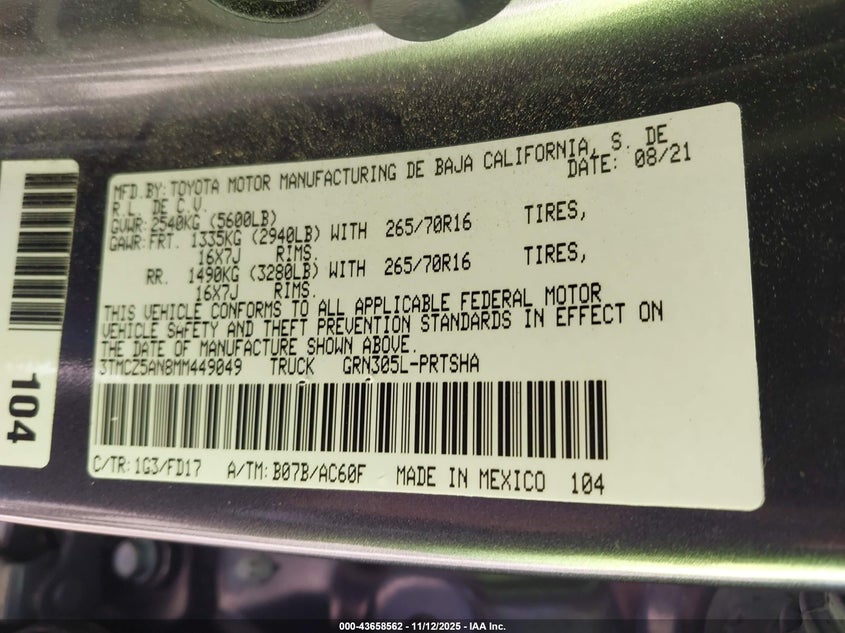 MFD.BY: TOYOTA MOTOR MANUFACTURING DE BAJA CALIFORNIA, S. DE
R.L. DE C.V. DATE: 08/21
GVWR: 2540KG (5600LB)
GAWR: FRT. 1335KG (2940LB) WITH 265/70R16 TIRES,
16X7J RIMS.
RR. 1490KG (3280LB) WITH 265/70R16 TIRES,
16X7J RIMS.
THIS VEHICLE CONFORMS TO ALL APPLICABLE FEDERAL MOTOR
VEHICLE SAFETY AND THEFT PREVENTION STANDARDS IN EFFECT ON
THE DATE OF MANUFACTURE SHOWN ABOVE.
3TMCZ5AN8MM449049 TRUCK GRN305L-PRTSHA
C/TR: 1G3/FD17 A/TM: B07B/AC60F MADE IN MEXICO 104
104
000-43658562 — 11/12/2025 — IAA Inc.